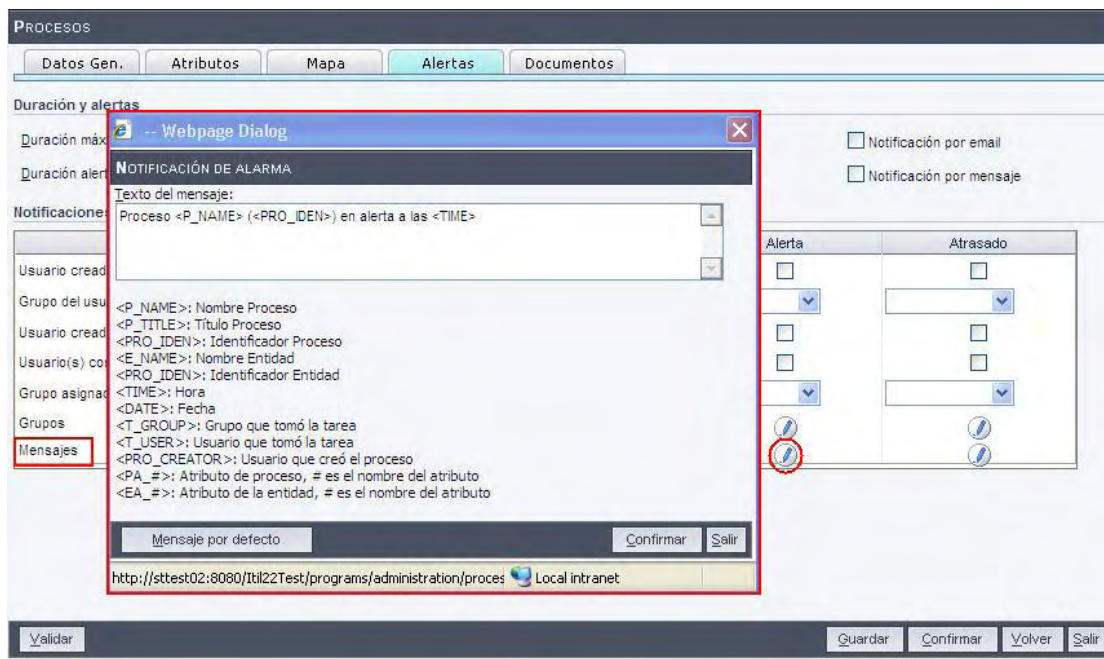 PROCESOS
Datos Gen. Atributos Mapa Alertas Documentos
Duración y alertas
Duración máx
Notificación por email
Duración aler
Notificación por mensaje
Notificaciones
Alerta Atrasado
Usuario cread
Grupo del usu
Usuario cread
Usuario(s) co
Grupo asignad
Grupos
Mensajes
-- Webpage Dialog
NOTIFICACIÓN DE ALARMA
Texto del mensaje:
Proceso <P_NAME> (<PRO_IDEN>) en alerta a las <TIME>
<P_NAME>: Nombre Proceso
<P_TITLE>: Título Proceso
<PRO_IDEN>: Identificador Proceso
<E_NAME>: Nombre Entidad
<PRO_IDEN>: Identificador Entidad
<TIME>: Hora
<DATE>: Fecha
<T_GROUP>: Grupo que tomó la tarea
<T_USER>: Usuario que tomó la tarea
<PRO_CREATOR>: Usuario que creó el proceso
<PA_#>: Atributo de proceso, # es el nombre del atributo
<EA_#>: Atributo de la entidad, # es el nombre del atributo
Mensaje por defecto Confirmar Salir
http://sttest02:8080/Itil22Test/programs/administration/proces Local intranet
Validar Guardar Confirmar Volver Salir